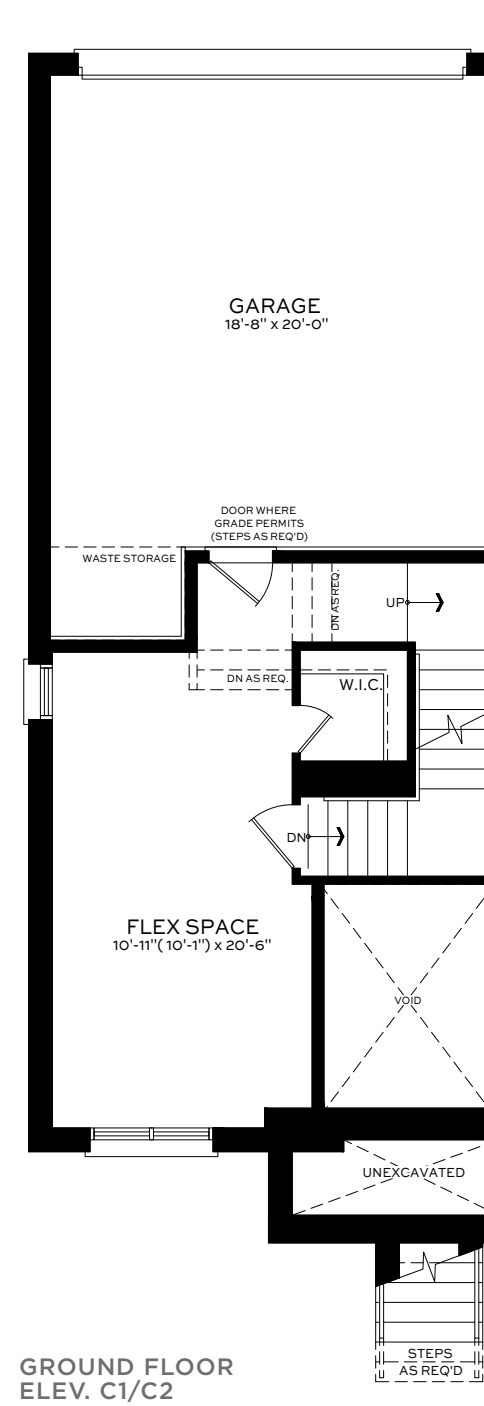 GARAGE
18'-8" x 20'-0"
DOOR WHERE
GRADE PERMITS
(STEPS AS REQ'D)
WASTE STORAGE
DN AS REQ.
UP
DN AS REQ.
W.I.C.
DN
FLEX SPACE
10'-11"( 10'-1") x 20'-6"
VOID
UNEXCAVATED
STEPS
AS REQ'D
GROUND FLOOR
ELEV. C1/C2